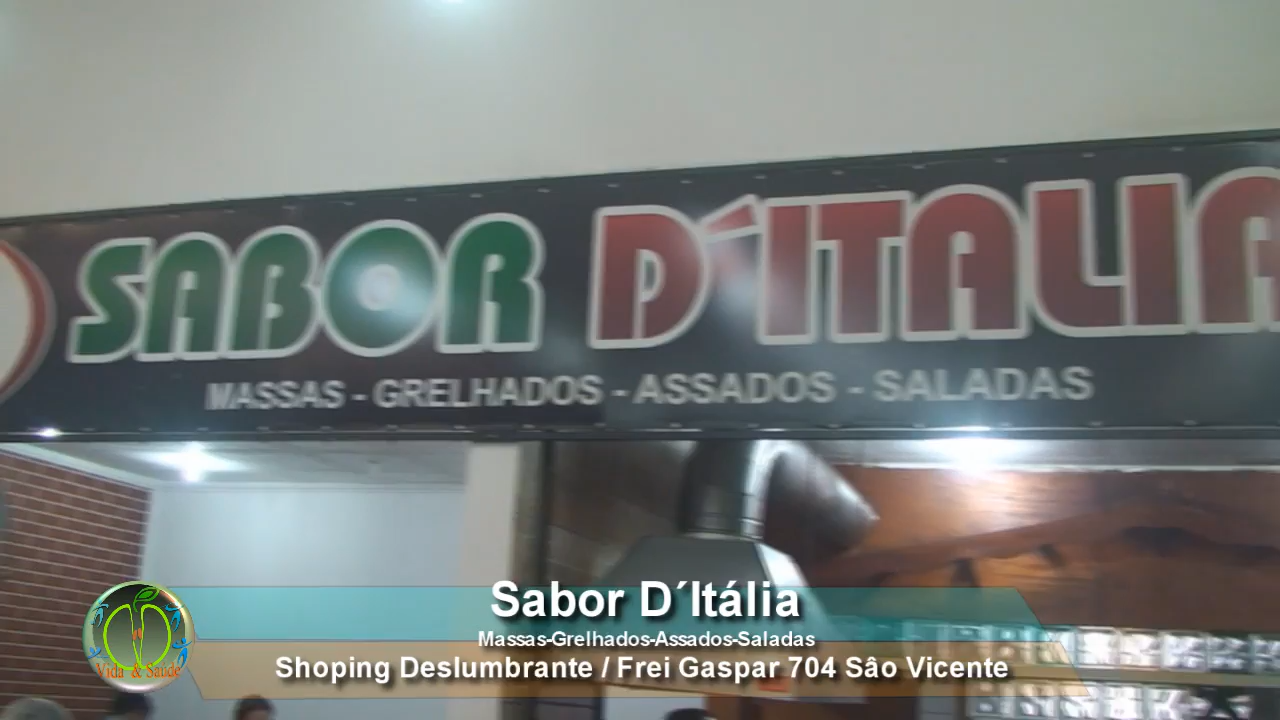 SABOR D´ITALIA
MASSAS - GRELHADOS - ASSADOS - SALADAS
Sabor D´Itália
Massas-Grelhados-Assados-Saladas
Shoping Deslumbrante / Frei Gaspar 704 Sâo Vicente
Vida & Saúde